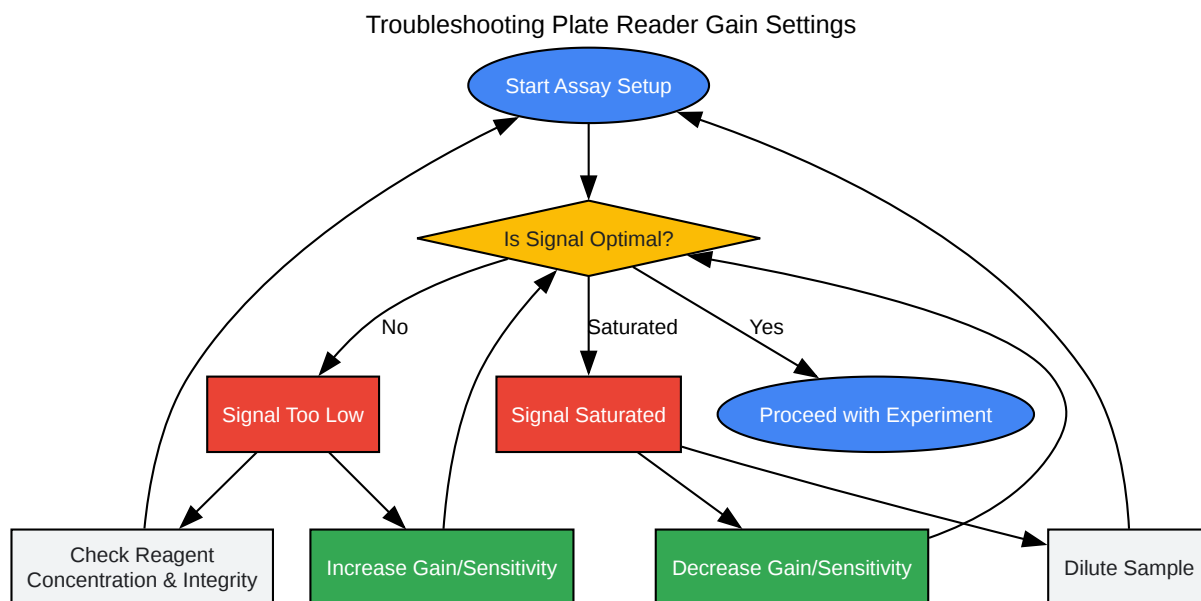 Troubleshooting Plate Reader Gain Settings
Start Assay Setup
Is Signal Optimal?
No
Saturated
Yes
Signal Too Low
Signal Saturated
Proceed with Experiment
Check Reagent
Concentration & Integrity
Increase Gain/Sensitivity
Decrease Gain/Sensitivity
Dilute Sample